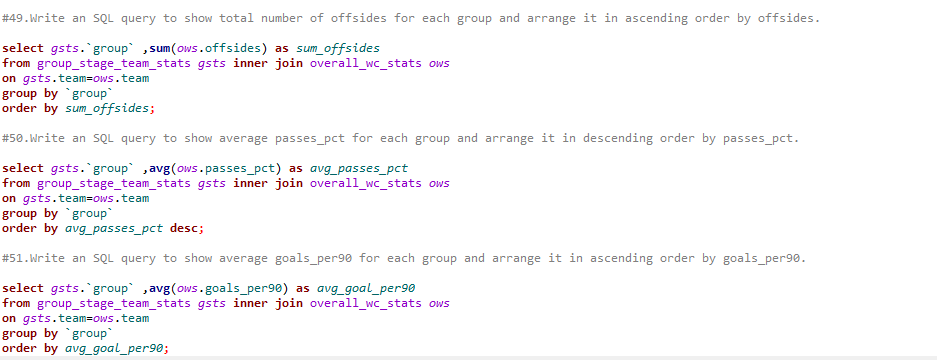 #49.Write an SQL query to show total number of offsides for each group and arrange it in ascending order by offsides.
select gsts.`group` ,sum(ows.offsides) as sum_offsides
from group_stage_team_stats gsts inner join overall_wc_stats ows
on gsts.team=ows.team
group by `group`
order by sum_offsides;
#50.Write an SQL query to show average passes_pct for each group and arrange it in descending order by passes_pct.
select gsts.`group` ,avg(ows.passes_pct) as avg_passes_pct
from group_stage_team_stats gsts inner join overall_wc_stats ows
on gsts.team=ows.team
group by `group`
order by avg_passes_pct desc;
#51.Write an SQL query to show average goals_per90 for each group and arrange it in ascending order by goals_per90.
select gsts.`group` ,avg(ows.goals_per90) as avg_goal_per90
from group_stage_team_stats gsts inner join overall_wc_stats ows
on gsts.team=ows.team
group by `group`
order by avg_goal_per90;